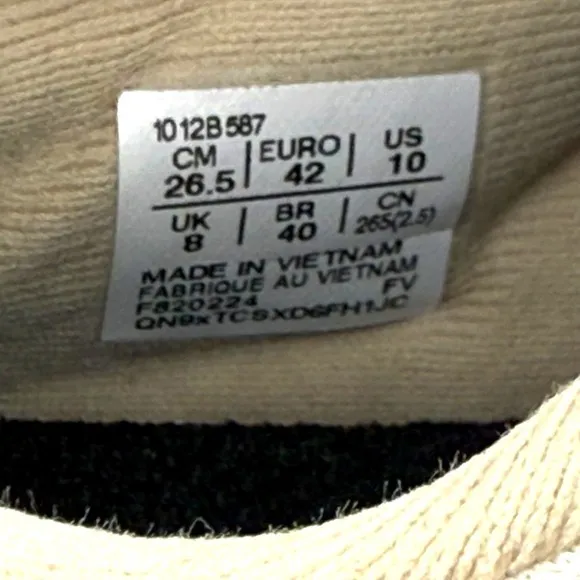 1012B587
CM | EURO | US
26.5 | 42 | 10
UK | BR | CN
8 | 40 | 265(2.5)
MADE IN VIETNAM
FABRIQUE AU VIETNAM
F820224 FV
QN9xTCSXD6FH1JC